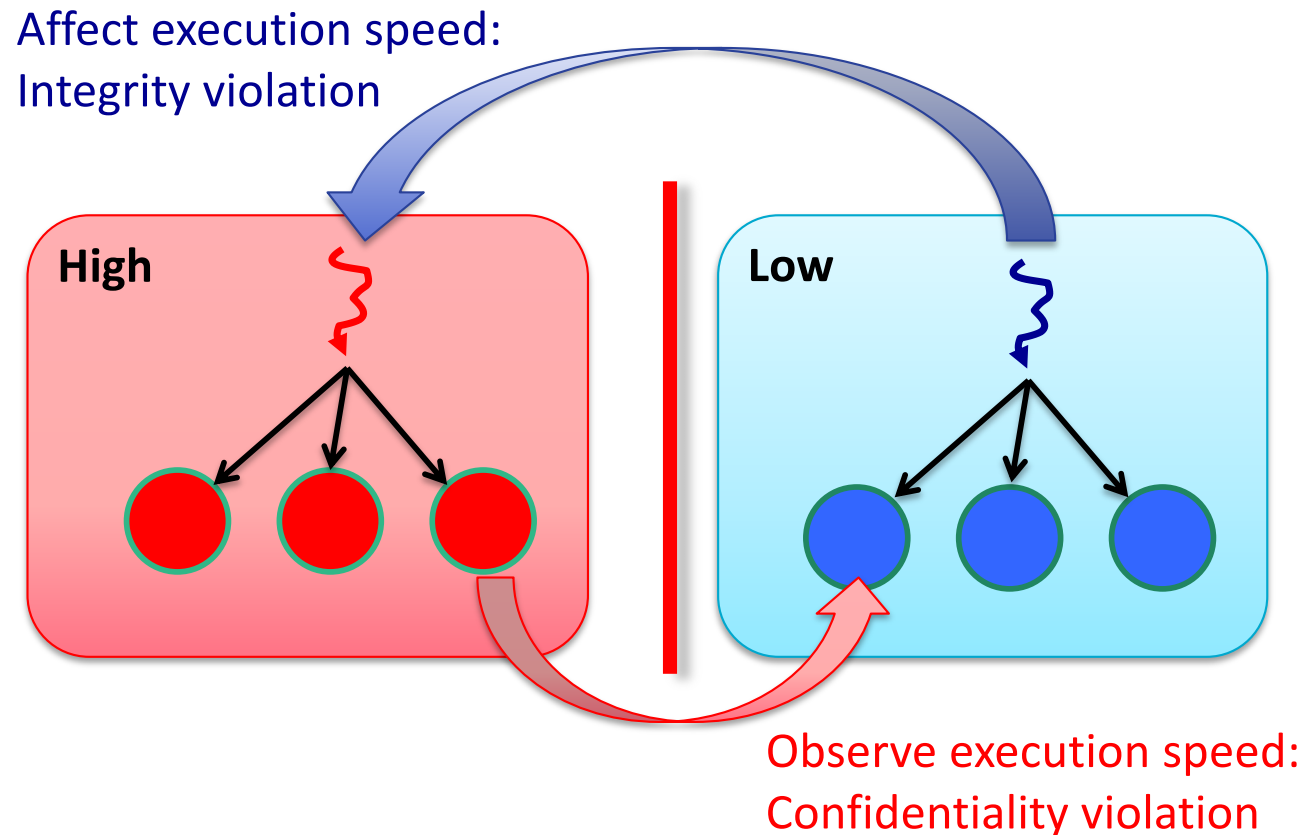 Affect execution speed:
Integrity violation
High
Low
Observe execution speed:
Confidentiality violation